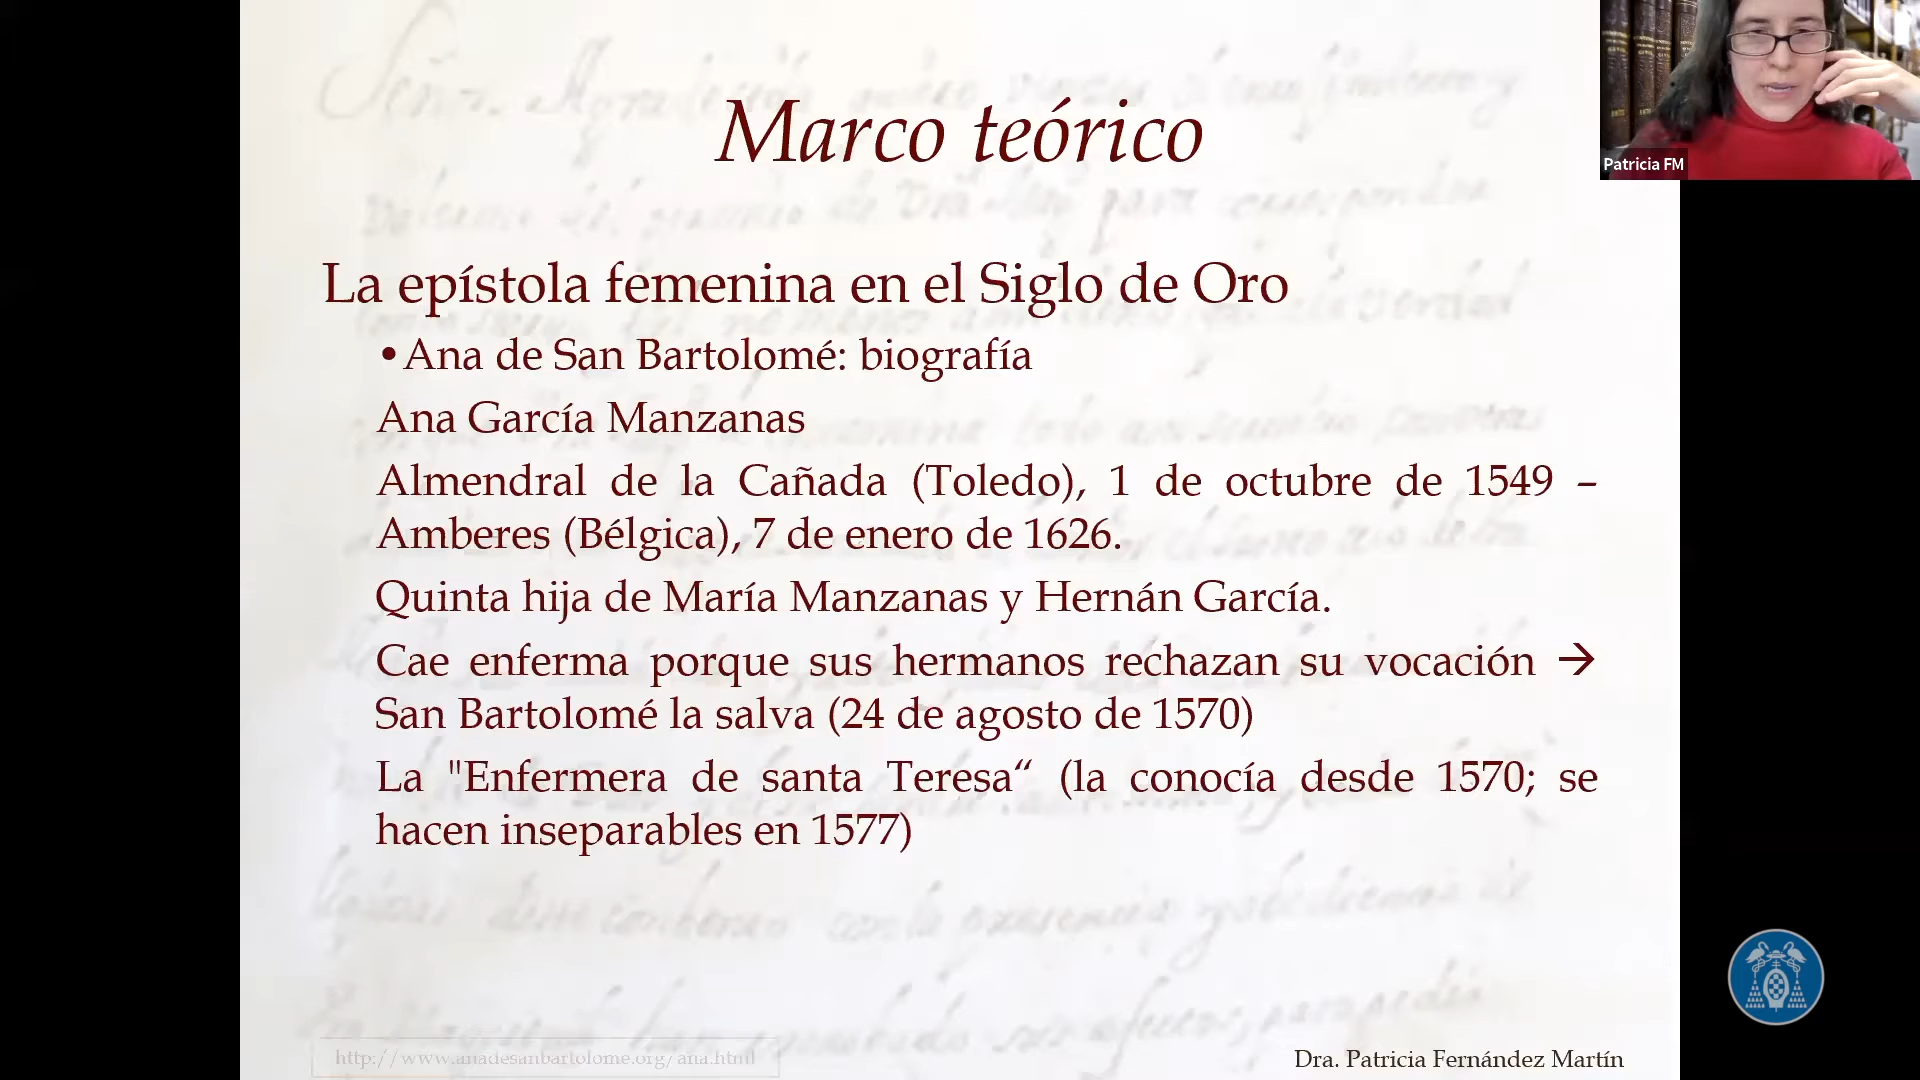 Marco teórico
Patricia FM
La epístola femenina en el Siglo de Oro
•Ana de San Bartolomé: biografía
Ana García Manzanas
Almendral de la Cañada (Toledo), 1 de octubre de 1549 –
Amberes (Bélgica), 7 de enero de 1626.
Quinta hija de María Manzanas y Hernán García.
Cae enferma porque sus hermanos rechazan su vocación →
San Bartolomé la salva (24 de agosto de 1570)
La "Enfermera de santa Teresa“ (la conocía desde 1570; se
hacen inseparables en 1577)
http://www.anadesanbartolome.org/ana.html
Dra. Patricia Fernández Martín